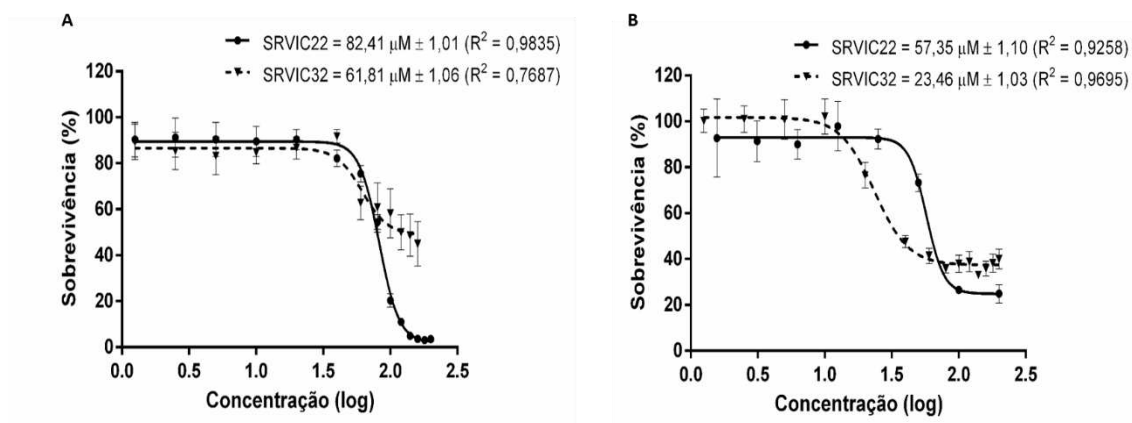 A
SRVIC22 = 82,41 μM ± 1,01 (R² = 0,9835)
SRVIC32 = 61,81 μM ± 1,06 (R² = 0,7687)
120
100
80
60
40
20
0
Sobrevivência (%)
0.0 0.5 1.0 1.5 2.0 2.5
Concentração (log)
B
SRVIC22 = 57,35 μM ± 1,10 (R² = 0,9258)
SRVIC32 = 23,46 μM ± 1,03 (R² = 0,9695)
120
100
80
60
40
20
0
Sobrevivência (%)
0.0 0.5 1.0 1.5 2.0 2.5
Concentração (log)